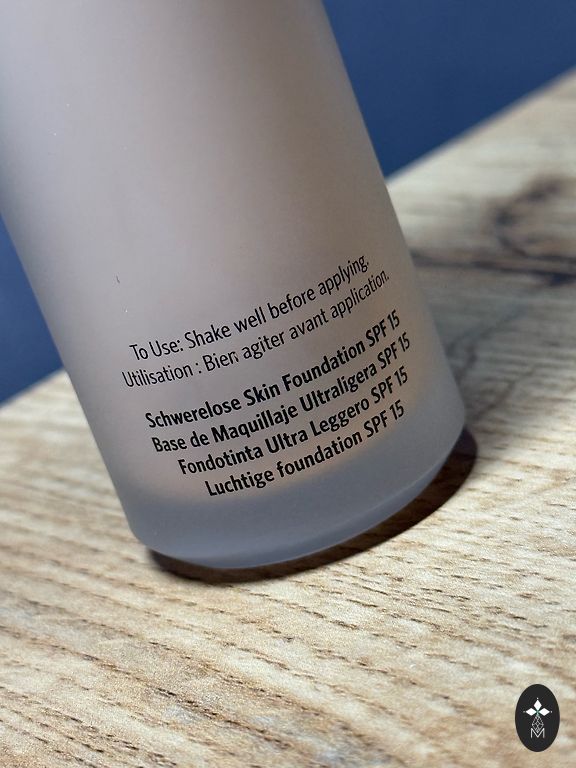 To Use: Shake well before applying.
Utilisation : Bien agiter avant application.
Schwerelose Skin Foundation SPF 15
Base de Maquillaje Ultraligera SPF 15
Fondotinta Ultra Leggero SPF 15
Luchtige foundation SPF 15
M